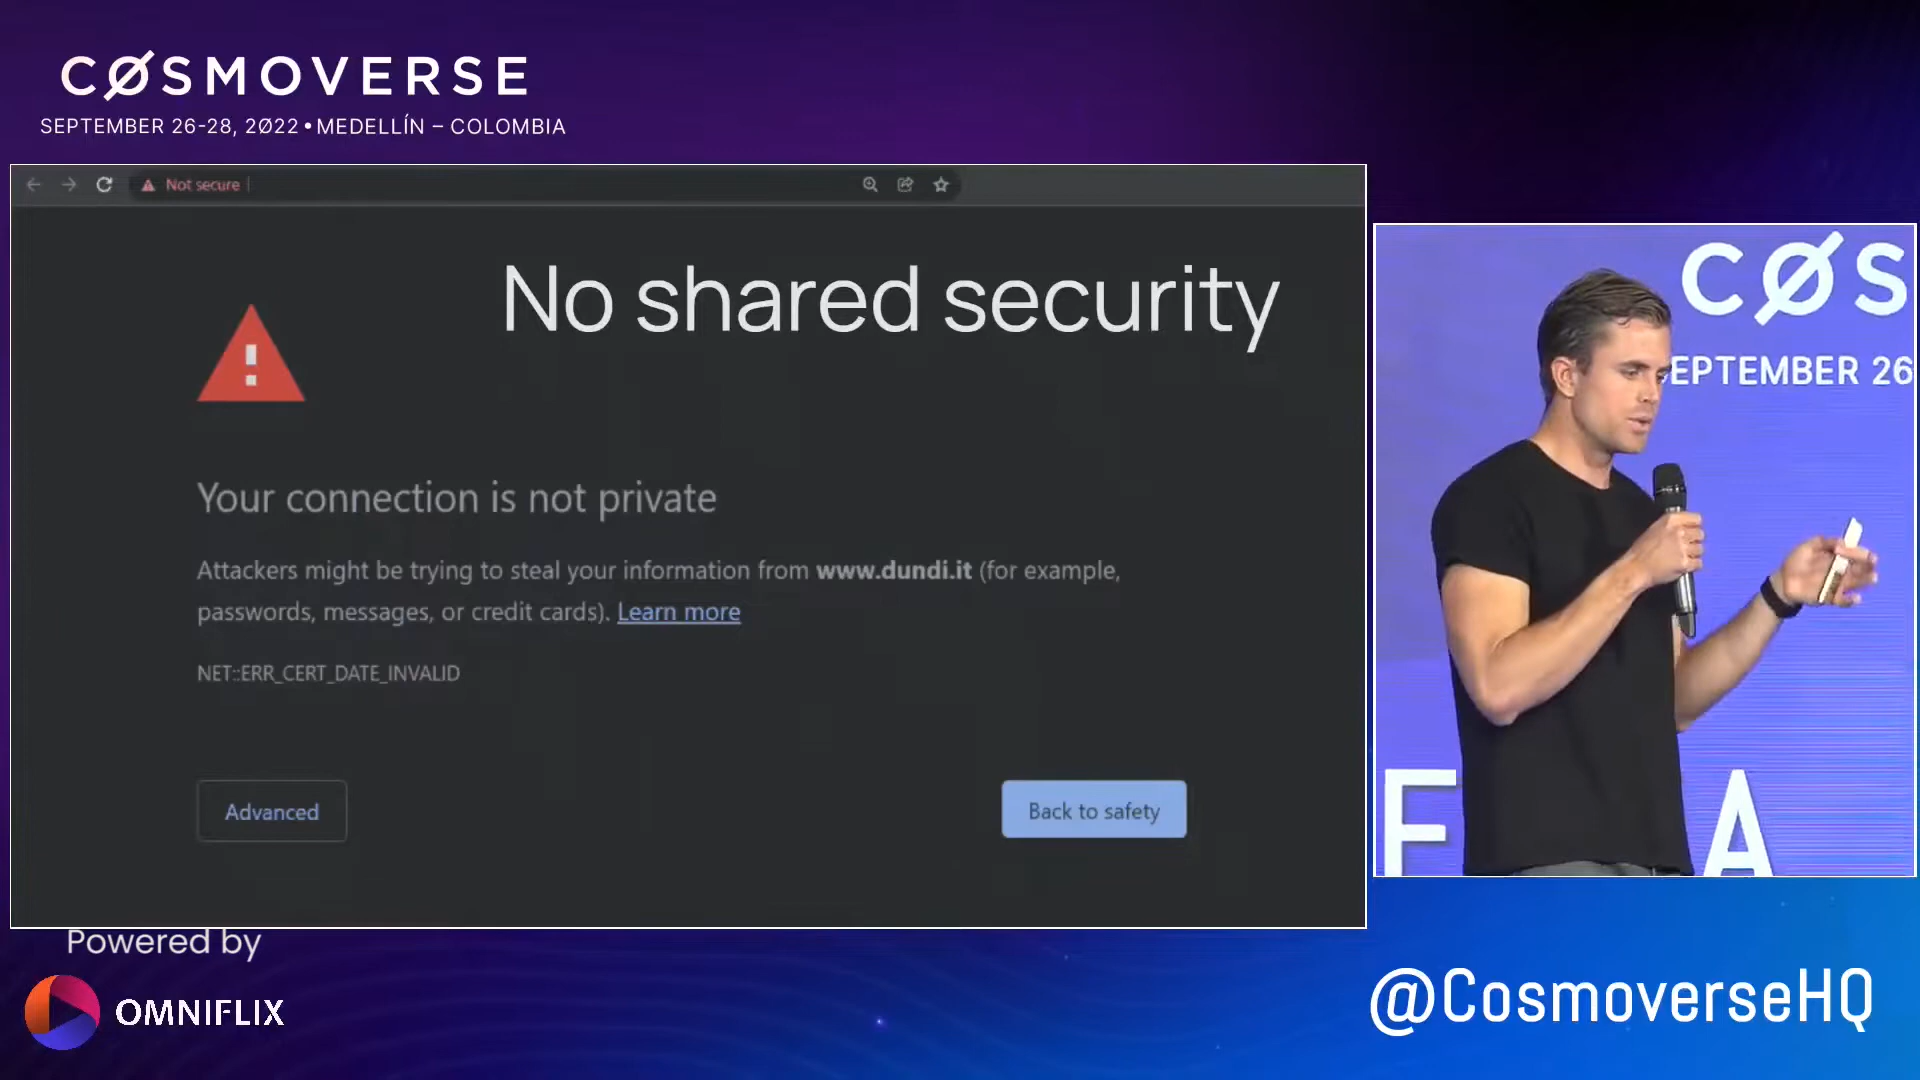 CØSMOVERSE
SEPTEMBER 26-28, 2Ø22 • MEDELLÍN – COLOMBIA
Not secure
No shared security
Your connection is not private
Attackers might be trying to steal your information from www.dundi.it (for example,
passwords, messages, or credit cards). Learn more
NET::ERR_CERT_DATE_INVALID
Advanced
Back to safety
CØS
EPTEMBER 26
E A
Powered by
OMNIFLIX
@CosmoverseHQ